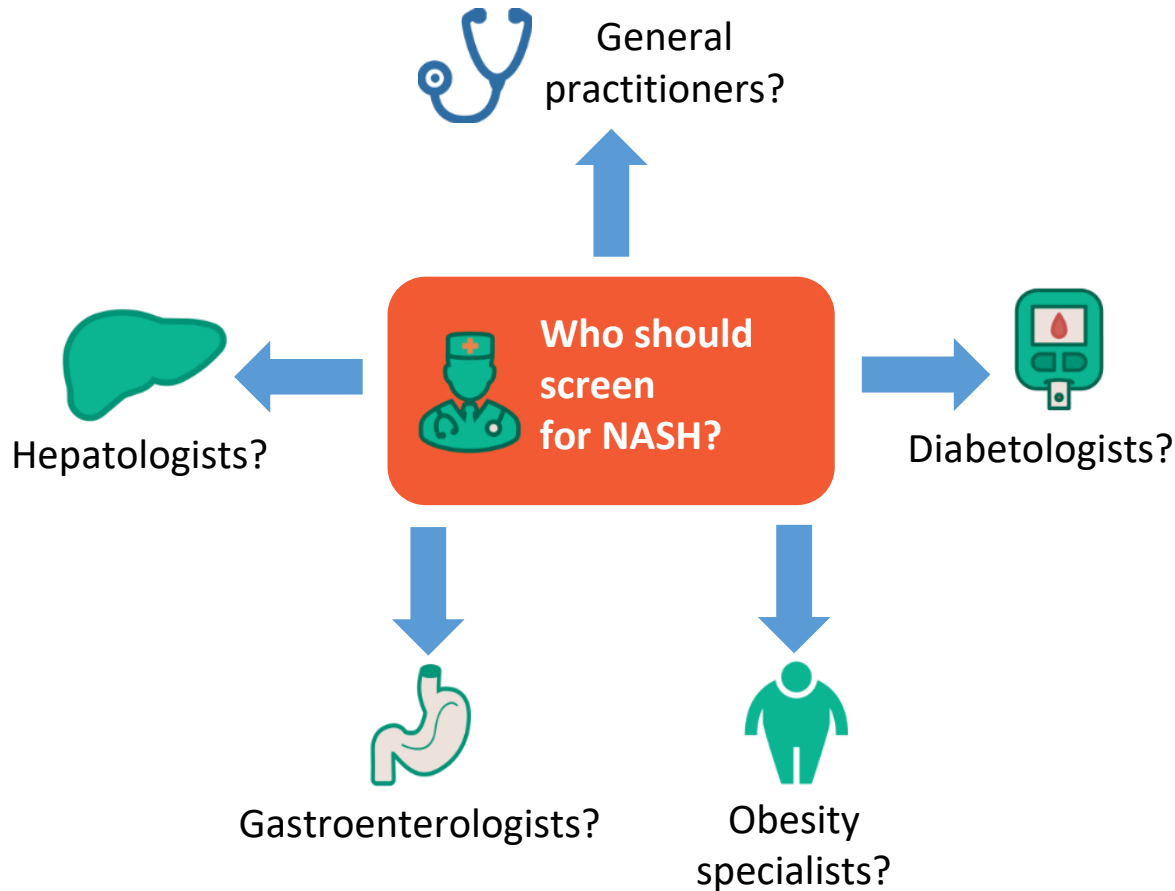 General
practitioners?
Who should
screen
for NASH?
Hepatologists?
Diabetologists?
Gastroenterologists?
Obesity
specialists?